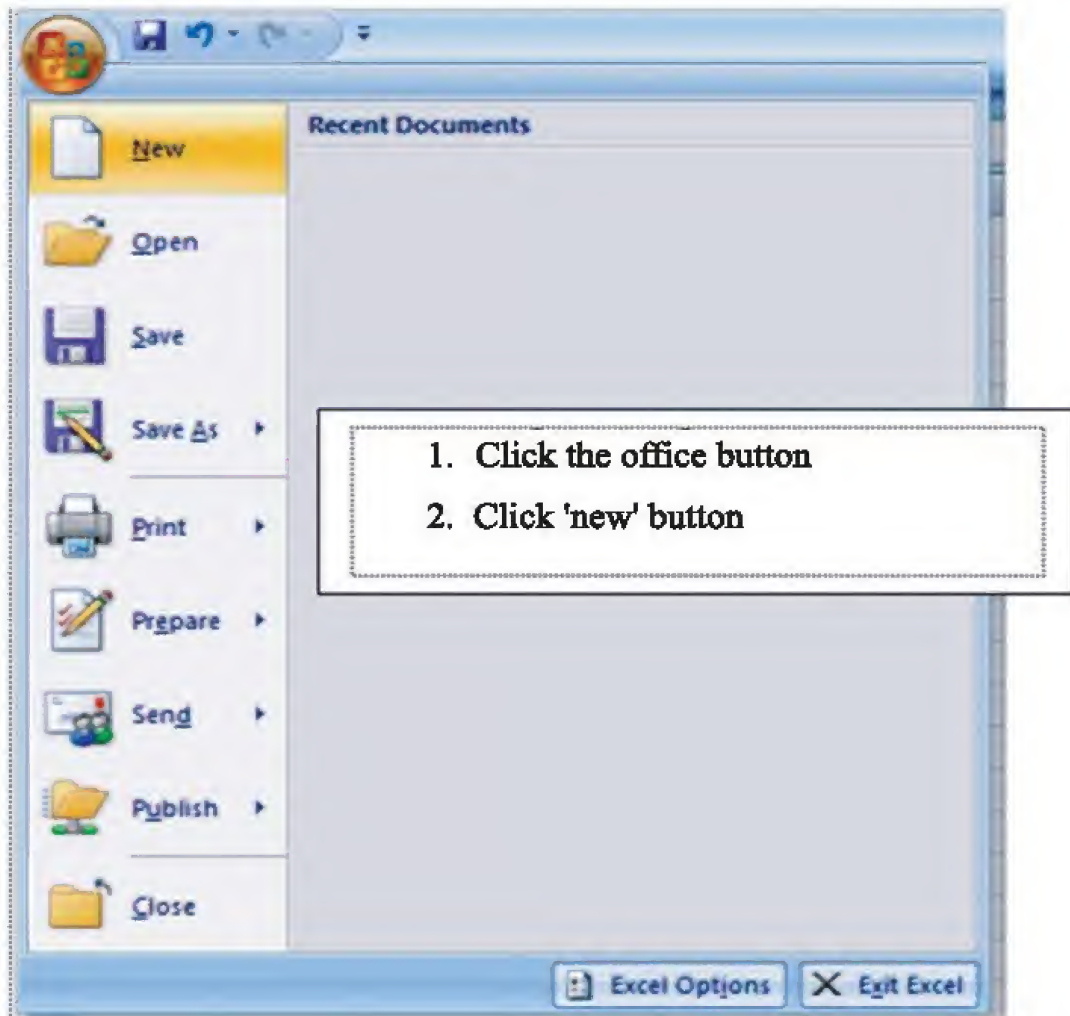 Recent Documents
New
Open
Save
Save As
1. Click the office button
2. Click 'new' button
Print
Prepare
Send
Publish
Close
Excel Options
Exit Excel